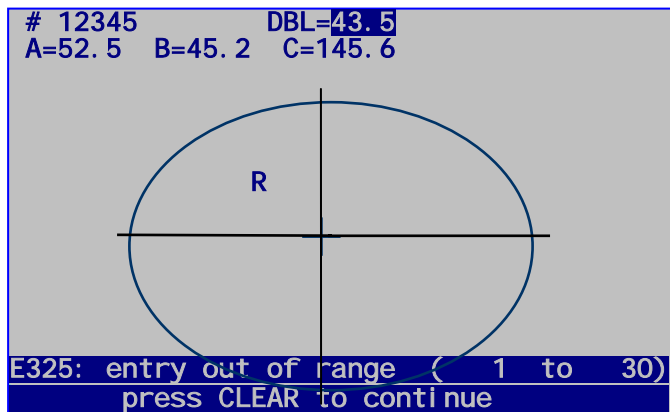 # 12345 DBL=43.5
A=52.5 B=45.2 C=145.6
R
E325: entry out of range ( 1 to 30)
press CLEAR to continue